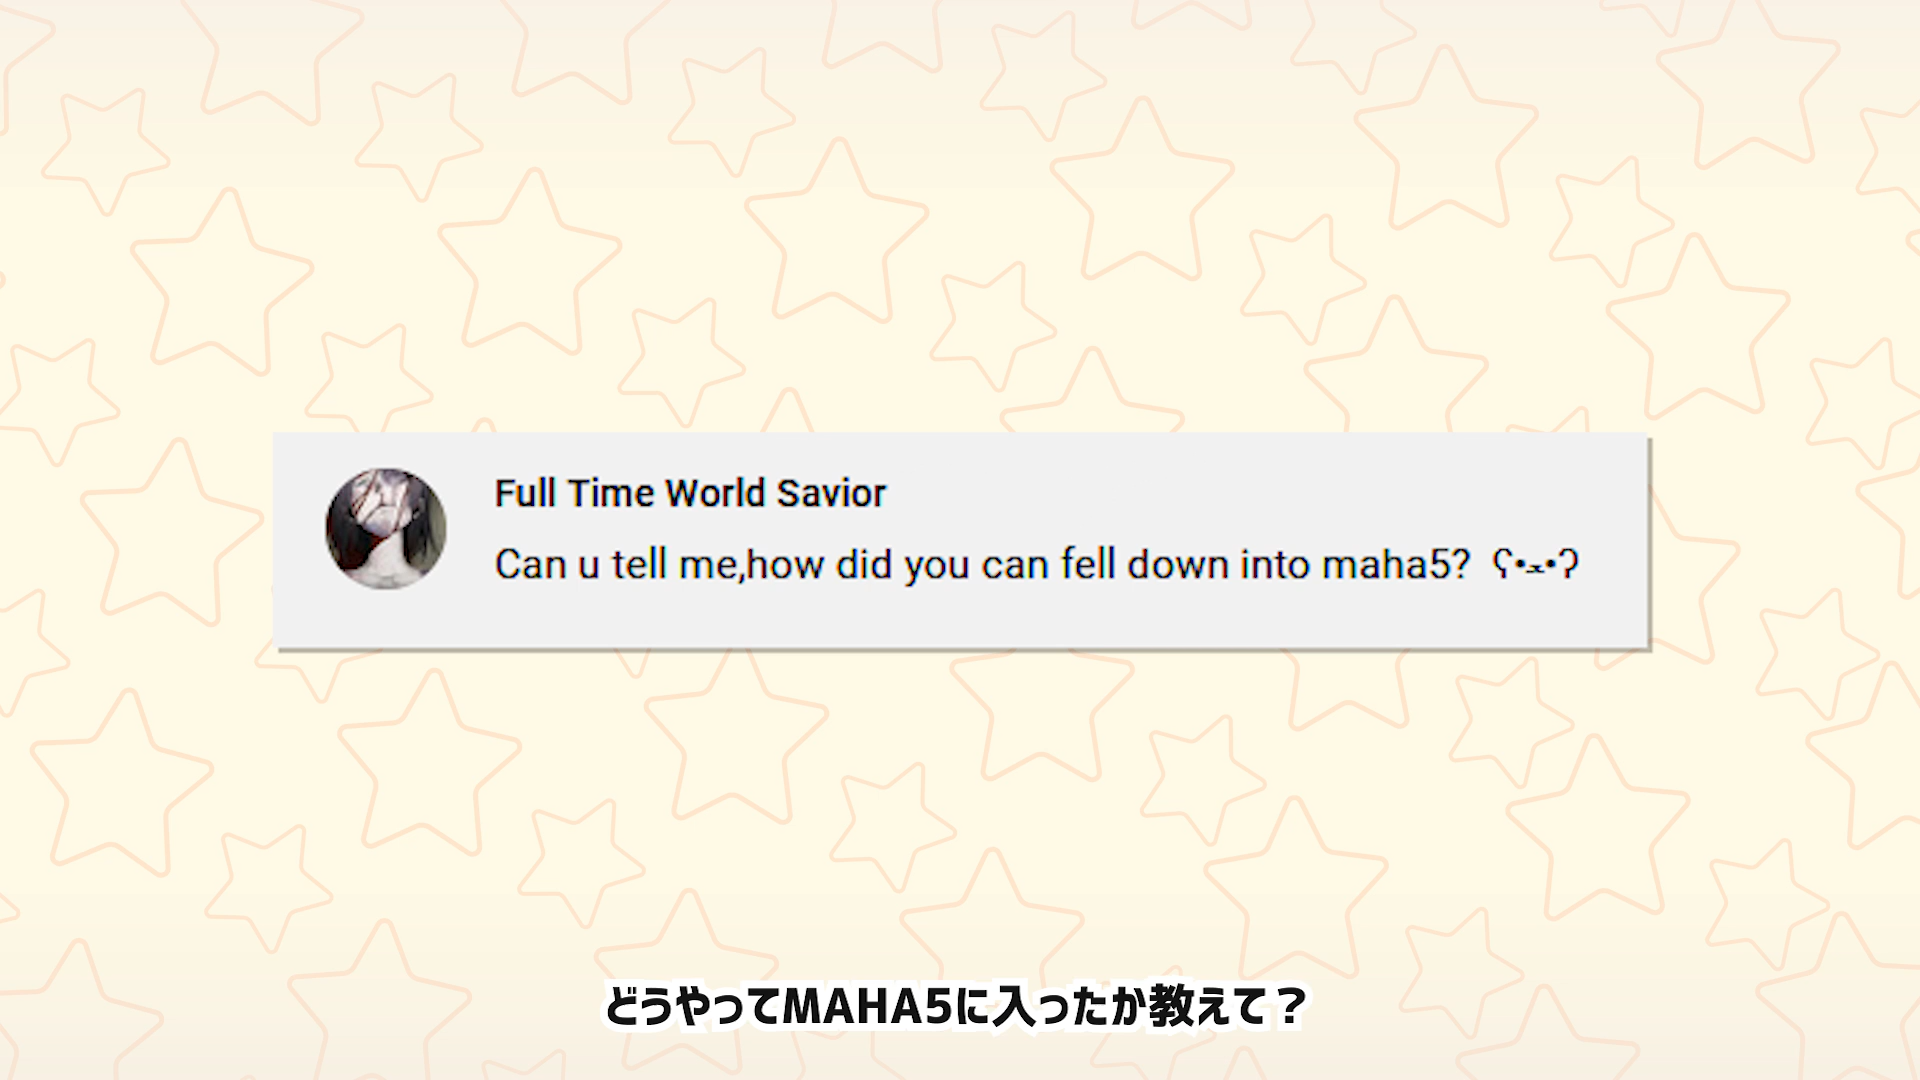 Full Time World Savior
Can u tell me,how did you can fell down into maha5? ʕ•ﻌ•ʔ
どうやってMAHA5に入ったか教えて？